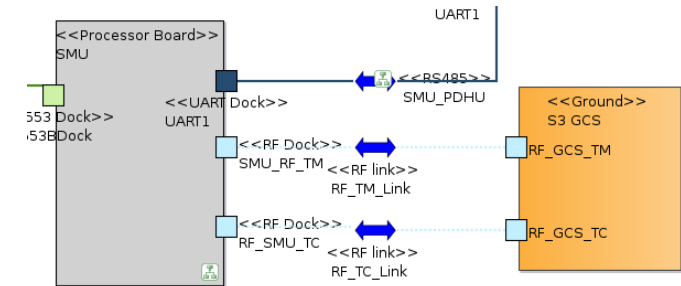 UART1
<<Processor Board>>
SMU
<<RS485>>
SMU_PDHU
<<UART Dock>>
UART1
553 Dock>>
53BDock
<<Ground>>
S3 GCS
<<RF Dock>>
SMU_RF_TM
<<RF link>>
RF_TM_Link
RF_GCS_TM
<<RF Dock>>
RF_SMU_TC
<<RF link>>
RF_TC_Link
RF_GCS_TC